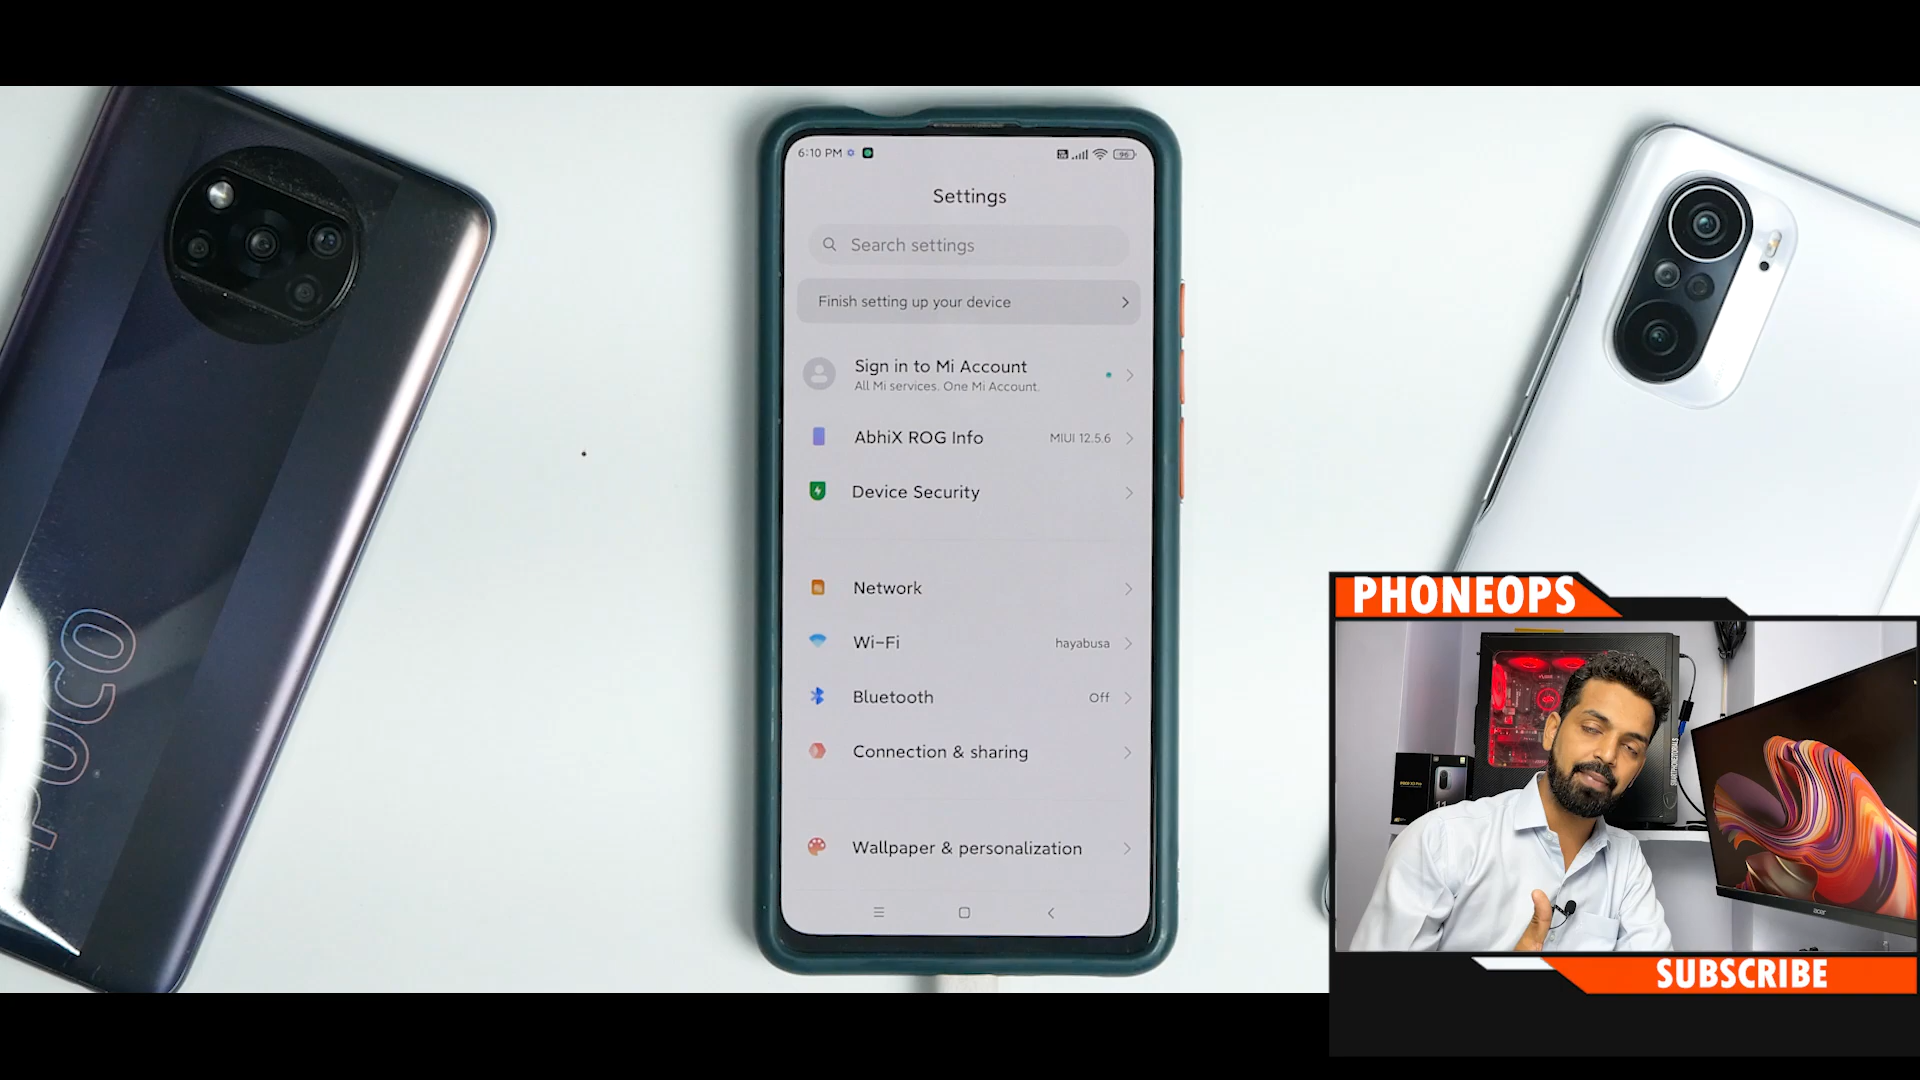 6:10 PM
96
Settings
Search settings
Finish setting up your device
Sign in to Mi Account
All Mi services. One Mi Account.
AbhiX ROG Info
MIUI 12.5.6
Device Security
Network
Wi-Fi
hayabusa
Bluetooth
Off
Connection & sharing
Wallpaper & personalization
POCO
PHONEOPS
acer
SUBSCRIBE